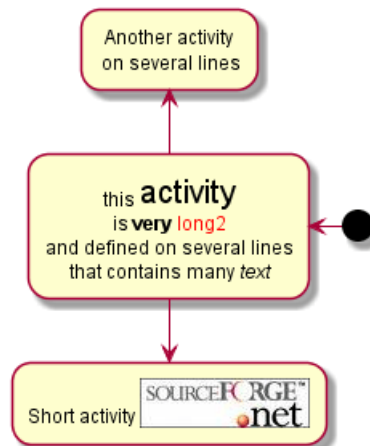 Another activity
on several lines
this activity
is very long2
and defined on several lines
that contains many text
Short activity SOURCEFORGE™
.net